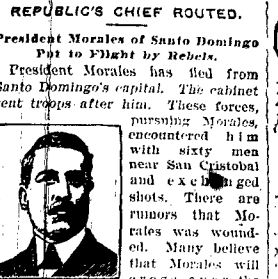 REPUBLIC'S CHIEF ROUTED.
President Morales of Santo Domingo
Put to Flight by Rebels.
President Morales has fled from
Santo Domingo's capital. The cabinet
sent troops after him. These forces,
pursuing Morales,
encountered him
with sixty men
near San Cristobal
and exchanged
shots. There are
rumors that Mo-
rales was wound-
ed. Many believe
that Morales will